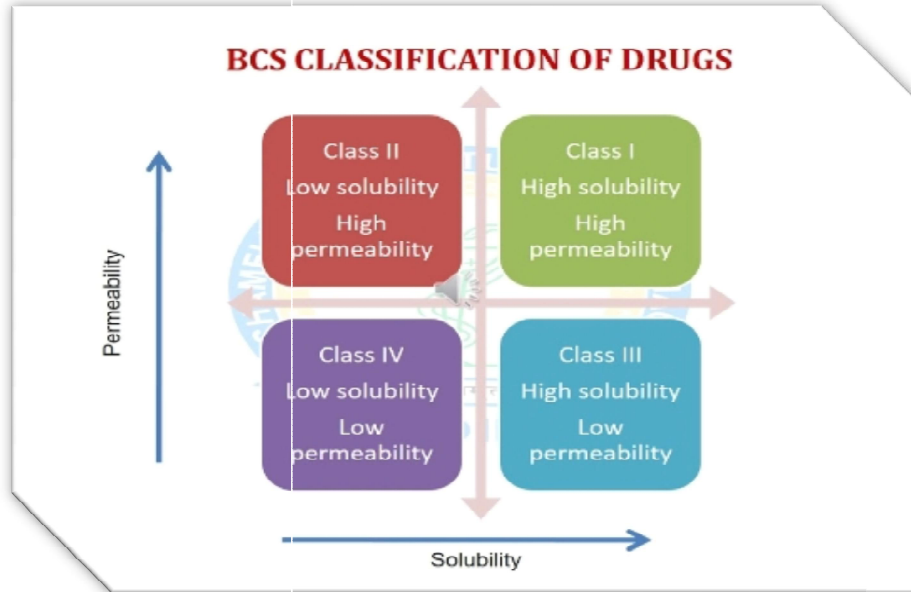 BCS CLASSIFICATION OF DRUGS
Class II
Low solubility
High
permeability
Class I
High solubility
High
permeability
Class IV
Low solubility
Low
permeability
Class III
High solubility
Low
permeability
Permeability
Solubility